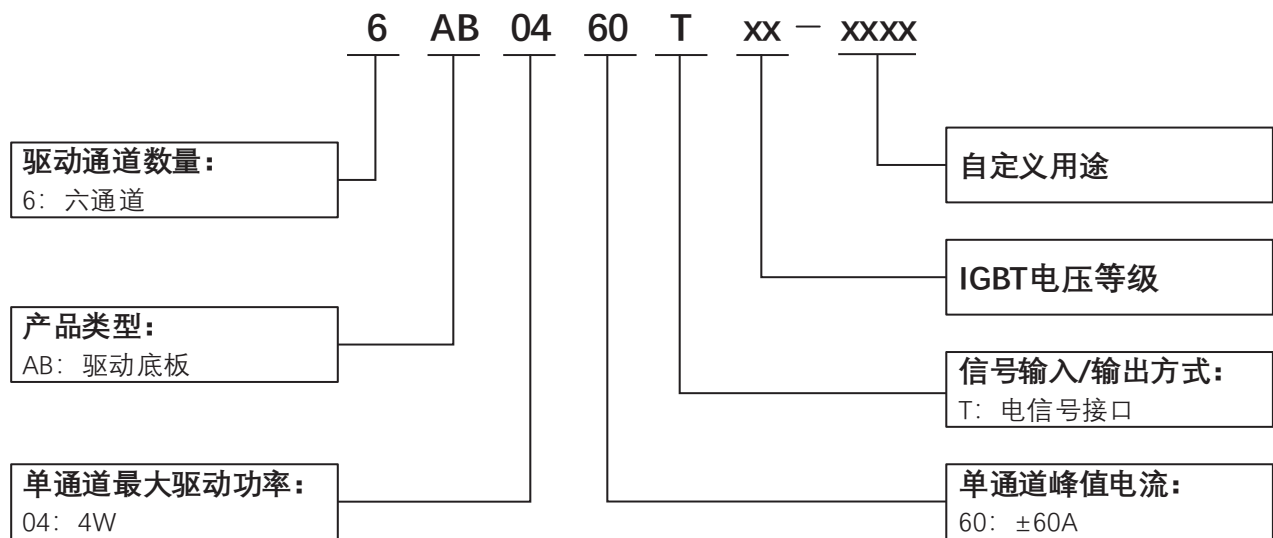 6 AB 04 60 T xx － xxxx
驱动通道数量：
6：六通道
产品类型：
AB：驱动底板
单通道最大驱动功率：
04：4W
自定义用途
IGBT电压等级
信号输入/输出方式：
T：电信号接口
单通道峰值电流：
60：±60A